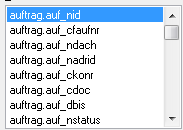 auftrag.auf_nid
auftrag.auf_cfaufnr
auftrag.auf_ndach
auftrag.auf_nadrid
auftrag.auf_ckonr
auftrag.auf_cdoc
auftrag.auf_dbis
auftrag.auf_nstatus